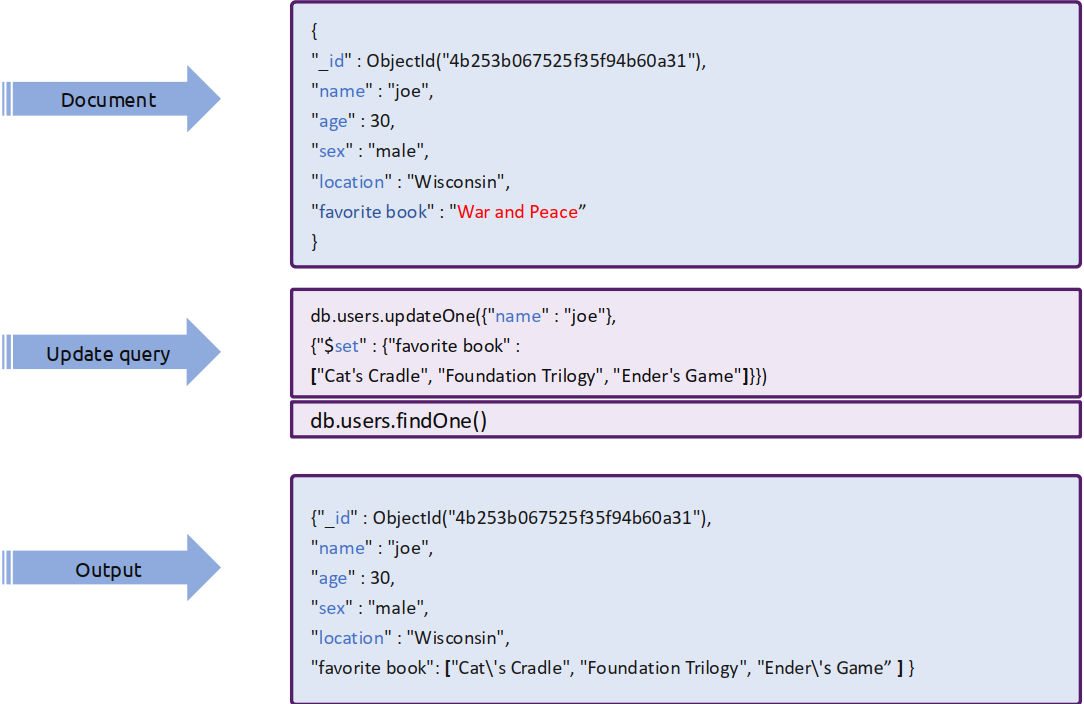 Document
{
"_id" : ObjectId("4b253b067525f35f94b60a31"),
"name" : "joe",
"age" : 30,
"sex" : "male",
"location" : "Wisconsin",
"favorite book" : "War and Peace”
}
Update query
db.users.updateOne({"name" : "joe"},
{"$set" : {"favorite book" :
["Cat's Cradle", "Foundation Trilogy", "Ender's Game"]}})
db.users.findOne()
Output
{"_id" : ObjectId("4b253b067525f35f94b60a31"),
"name" : "joe",
"age" : 30,
"sex" : "male",
"location" : "Wisconsin",
"favorite book": ["Cat\'s Cradle", "Foundation Trilogy", "Ender\'s Game” ] }